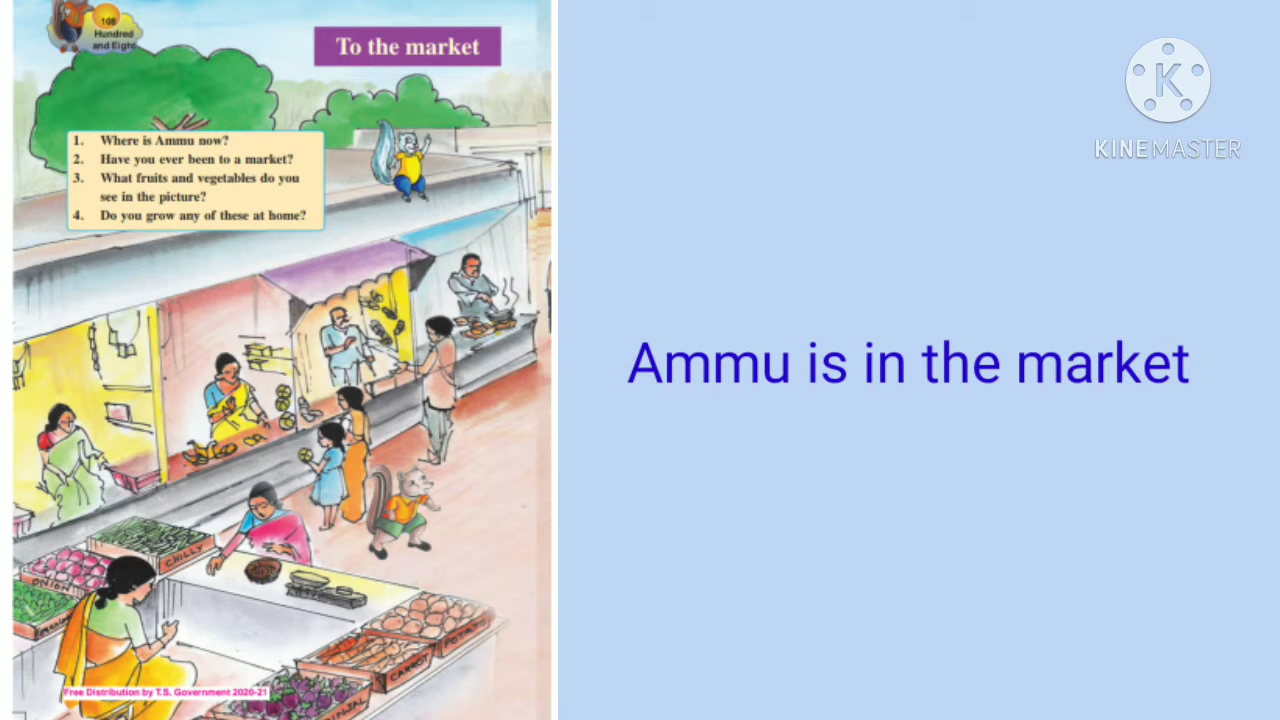 108
Hundred
and Eight
To the market
1. Where is Ammu now?
2. Have you ever been to a market?
3. What fruits and vegetables do you
see in the picture?
4. Do you grow any of these at home?
KINEMASTER
Ammu is in the market
CHILLY
ONION
POTATO
CARROT
Free Distribution by T.S. Government 2020-21